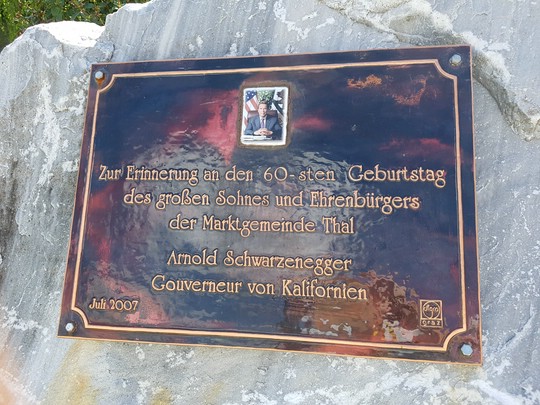 Zur Erinnerung an den 60-sten Geburtstag
des großen Sohnes und Ehrenbürgers
der Marktgemeinde Thal
Arnold Schwarzenegger
Gouverneur von Kalifornien
Juli 2007